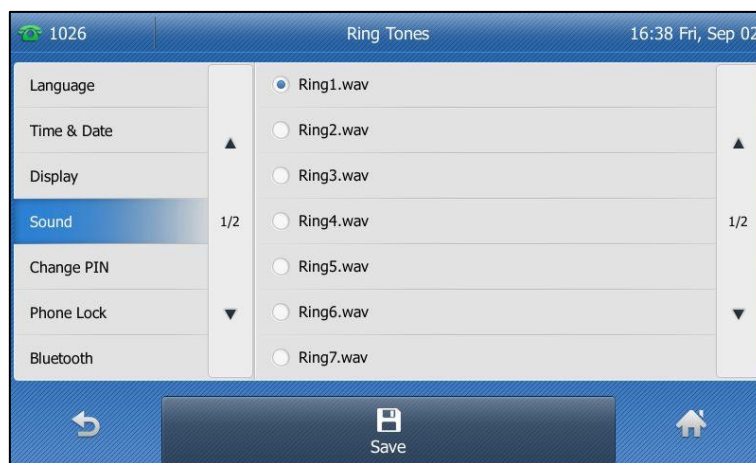 1026 Ring Tones 16:38 Fri, Sep 02
Language
Time & Date
Display
Sound
Change PIN
Phone Lock
Bluetooth
1/2
Ring1.wav
Ring2.wav
Ring3.wav
Ring4.wav
Ring5.wav
Ring6.wav
Ring7.wav
1/2
Save